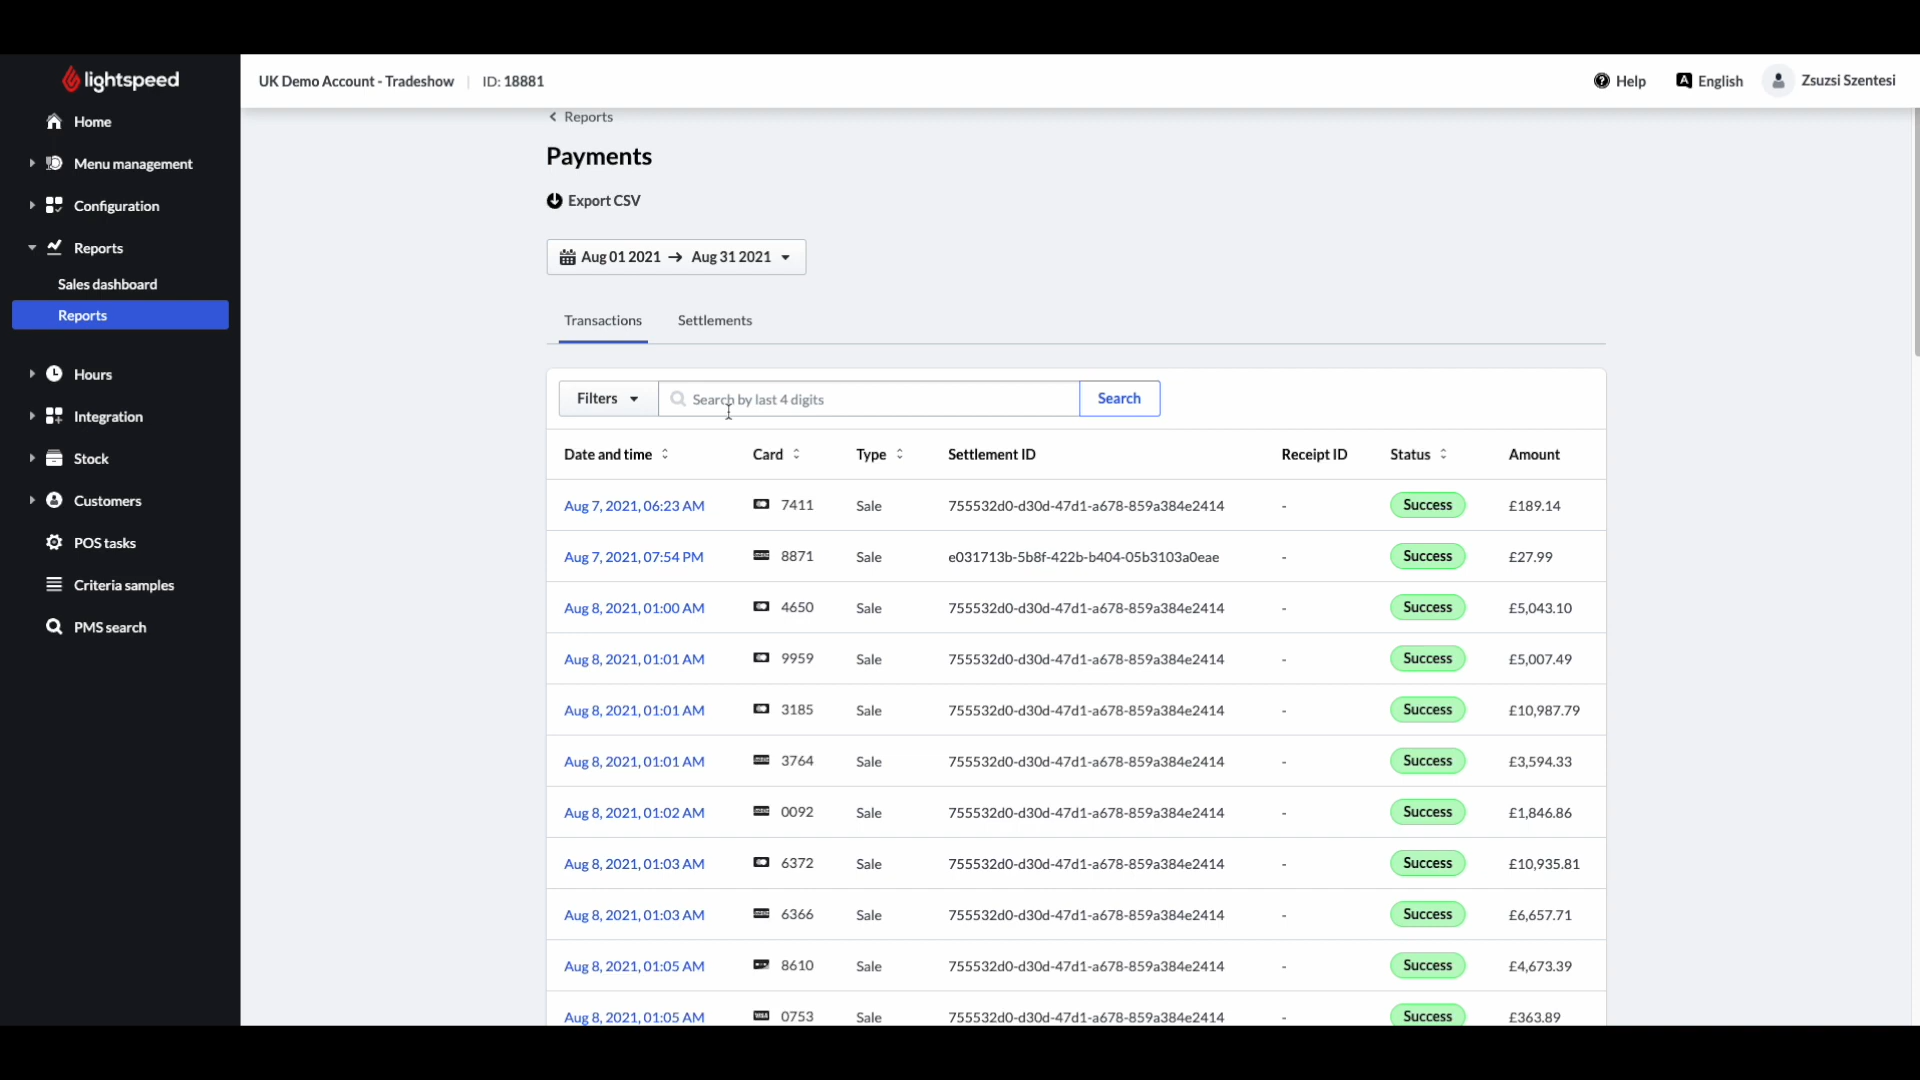 lightspeed
UK Demo Account - Tradeshow | ID: 18881
Help
English
Zsuzsi Szentesi
Home
Menu management
Configuration
Reports
Sales dashboard
Reports
Hours
Integration
Stock
Customers
POS tasks
Criteria samples
PMS search
Reports
Payments
Export CSV
Aug 01 2021 → Aug 31 2021
Transactions Settlements
Filters Search by last 4 digits Search
Date and time Card Type Settlement ID Receipt ID Status Amount
Aug 7, 2021, 06:23 AM 7411 Sale 755532d0-d30d-47d1-a678-859a384e2414 - Success £189.14
Aug 7, 2021, 07:54 PM 8871 Sale e031713b-5b8f-422b-b404-05b3103a0eae - Success £27.99
Aug 8, 2021, 01:00 AM 4650 Sale 755532d0-d30d-47d1-a678-859a384e2414 - Success £5,043.10
Aug 8, 2021, 01:01 AM 9959 Sale 755532d0-d30d-47d1-a678-859a384e2414 - Success £5,007.49
Aug 8, 2021, 01:01 AM 3185 Sale 755532d0-d30d-47d1-a678-859a384e2414 - Success £10,987.79
Aug 8, 2021, 01:01 AM 3764 Sale 755532d0-d30d-47d1-a678-859a384e2414 - Success £3,594.33
Aug 8, 2021, 01:02 AM 0092 Sale 755532d0-d30d-47d1-a678-859a384e2414 - Success £1,846.86
Aug 8, 2021, 01:03 AM 6372 Sale 755532d0-d30d-47d1-a678-859a384e2414 - Success £10,935.81
Aug 8, 2021, 01:03 AM 6366 Sale 755532d0-d30d-47d1-a678-859a384e2414 - Success £6,657.71
Aug 8, 2021, 01:05 AM 8610 Sale 755532d0-d30d-47d1-a678-859a384e2414 - Success £4,673.39
Aug 8, 2021, 01:05 AM VISA 0753 Sale 755532d0-d30d-47d1-a678-859a384e2414 - Success £363.89